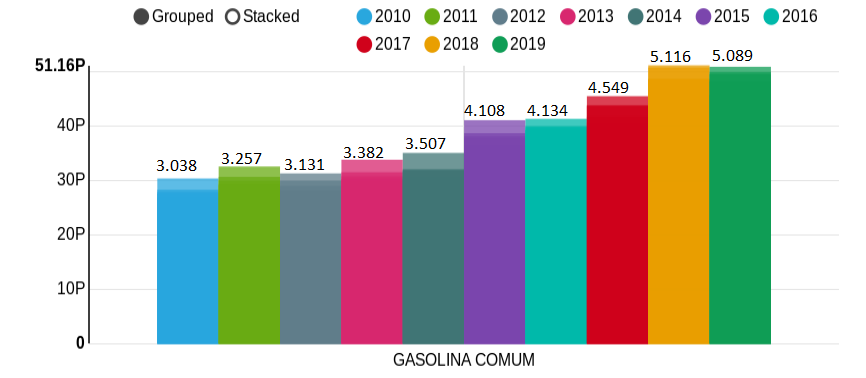 Grouped Stacked 2010 2011 2012 2013 2014 2015 2016
2017 2018 2019
51.16P
40P
30P
20P
10P
0
3.038
3.257
3.131
3.382
3.507
4.108
4.134
4.549
5.116
5.089
GASOLINA COMUM